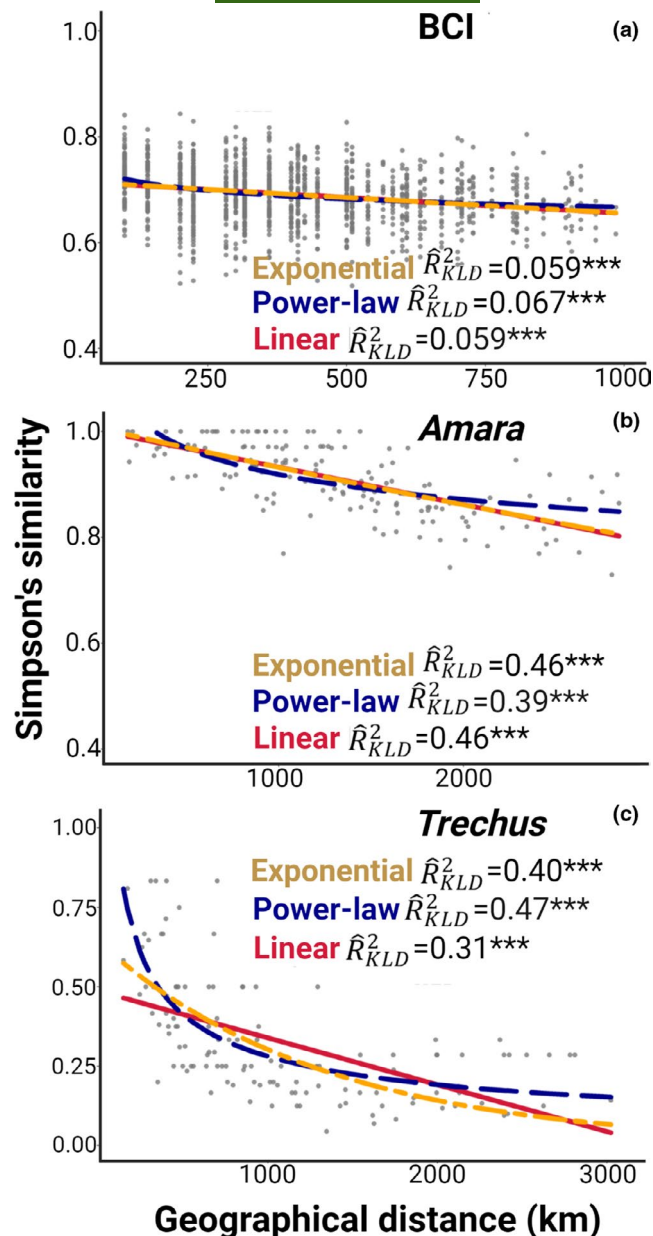 BCI
(a)
1.0
0.8
0.6
0.4
Exponential R̂²KLD=0.059***
Power-law R̂²KLD=0.067***
Linear R̂²KLD=0.059***
250 500 750 1000
Simpson's similarity
Amara
(b)
1.0
0.8
0.6
0.4
Exponential R̂²KLD=0.46***
Power-law R̂²KLD=0.39***
Linear R̂²KLD=0.46***
1000 2000
Trechus
(c)
1.00
0.75
0.50
0.25
0.00
Exponential R̂²KLD=0.40***
Power-law R̂²KLD=0.47***
Linear R̂²KLD=0.31***
1000 2000 3000
Geographical distance (km)